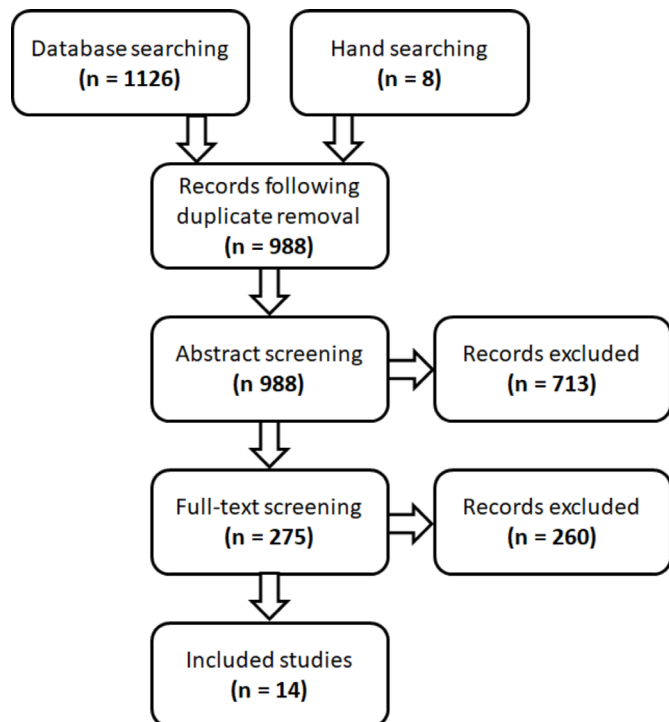 Database searching
(n = 1126)
Hand searching
(n = 8)
Records following
duplicate removal
(n = 988)
Abstract screening
(n 988)
Records excluded
(n = 713)
Full-text screening
(n = 275)
Records excluded
(n = 260)
Included studies
(n = 14)